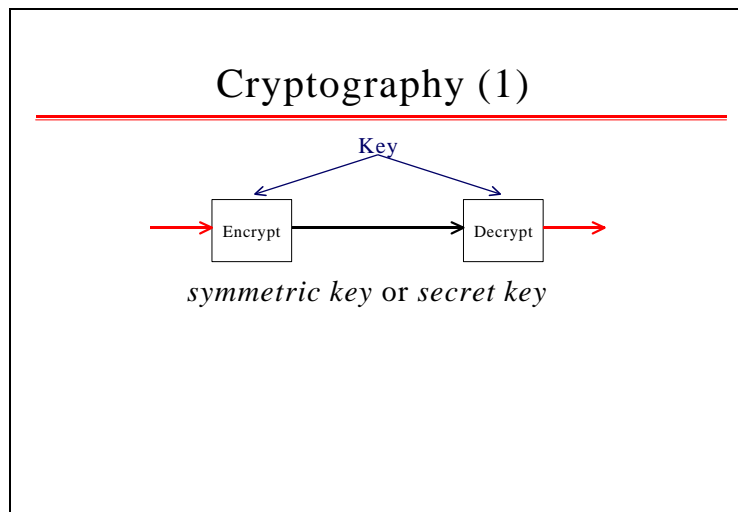 Cryptography (1)
Key
Encrypt
Decrypt
symmetric key or secret key